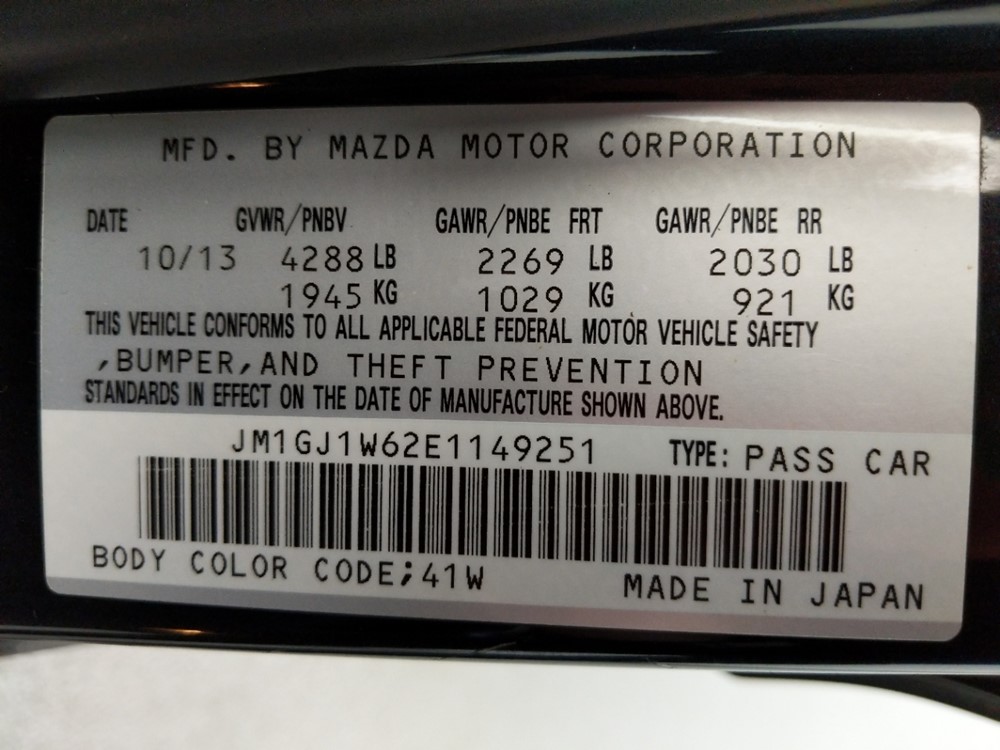 MFD. BY MAZDA MOTOR CORPORATION
DATE GVWR/PNBV GAWR/PNBE FRT GAWR/PNBE RR
10/13 4288 LB 2269 LB 2030 LB
1945 KG 1029 KG 921 KG
THIS VEHICLE CONFORMS TO ALL APPLICABLE FEDERAL MOTOR VEHICLE SAFETY
,BUMPER,AND THEFT PREVENTION
STANDARDS IN EFFECT ON THE DATE OF MANUFACTURE SHOWN ABOVE.
JM1GJ1W62E1149251 TYPE: PASS CAR
BODY COLOR CODE;41W MADE IN JAPAN